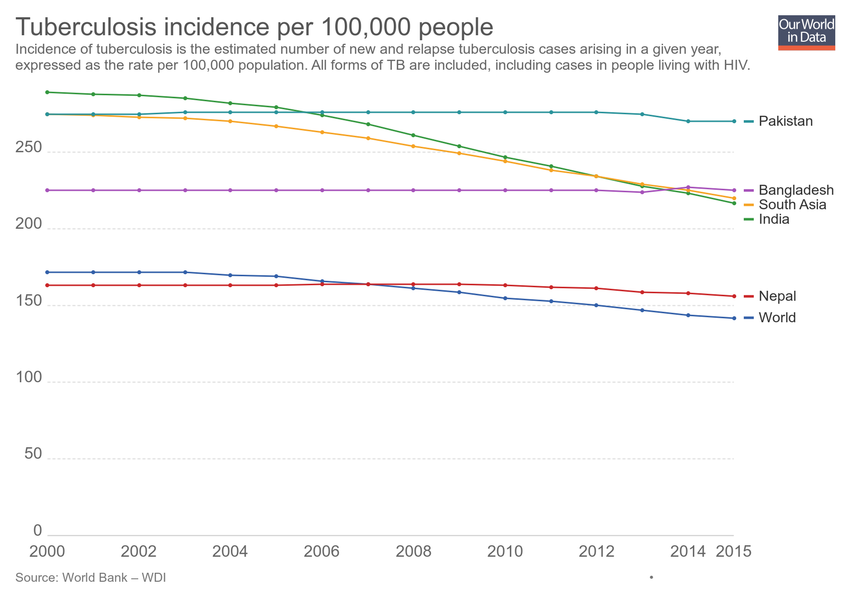 Tuberculosis incidence per 100,000 people
Our World
in Data
Incidence of tuberculosis is the estimated number of new and relapse tuberculosis cases arising in a given year,
expressed as the rate per 100,000 population. All forms of TB are included, including cases in people living with HIV.
Pakistan
250
Bangladesh
South Asia
India
200
Nepal
150
World
100
50
0
2000 2002 2004 2006 2008 2010 2012 2014 2015
Source: World Bank – WDI